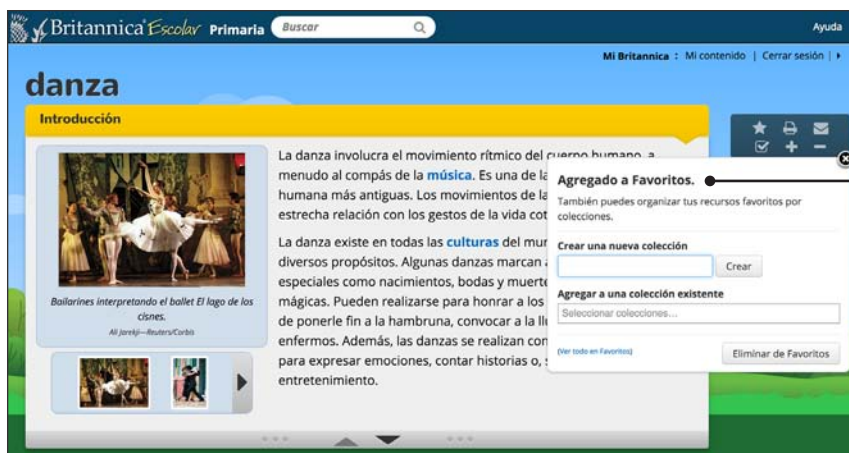 Britannica Escolar Primaria
Buscar
Ayuda
Mi Britannica : Mi contenido | Cerrar sesión |
danza
Introducción
La danza involucra el movimiento rítmico del cuerpo humano, a
menudo al compás de la música. Es una de la
humana más antiguas. Los movimientos de la
estrecha relación con los gestos de la vida cot
La danza existe en todas las culturas del mun
diversos propósitos. Algunas danzas marcan
especiales como nacimientos, bodas y muerte
mágicas. Pueden realizarse para honrar a los
de ponerle fin a la hambruna, convocar a la llu
enfermos. Además, las danzas se realizan con
para expresar emociones, contar historias o, s
entretenimiento.
Bailarines interpretando el ballet El lago de los
cisnes.
Ali Jarekji—Reuters/Corbis
Agregado a Favoritos.
También puedes organizar tus recursos favoritos por
colecciones.
Crear una nueva colección
Crear
Agregar a una colección existente
Seleccionar colecciones...
(Ver todo en Favoritos)
Eliminar de Favoritos